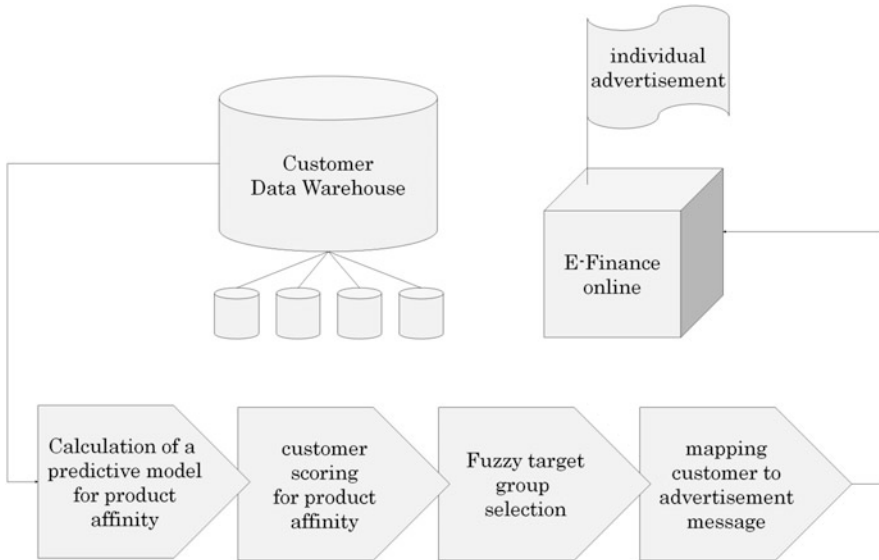 individual
advertisement
Customer
Data Warehouse
E-Finance
online
Calculation of a
predictive model
for product
affinity
customer
scoring
for product
affinity
Fuzzy target
group
selection
mapping
customer to
advertisement
message